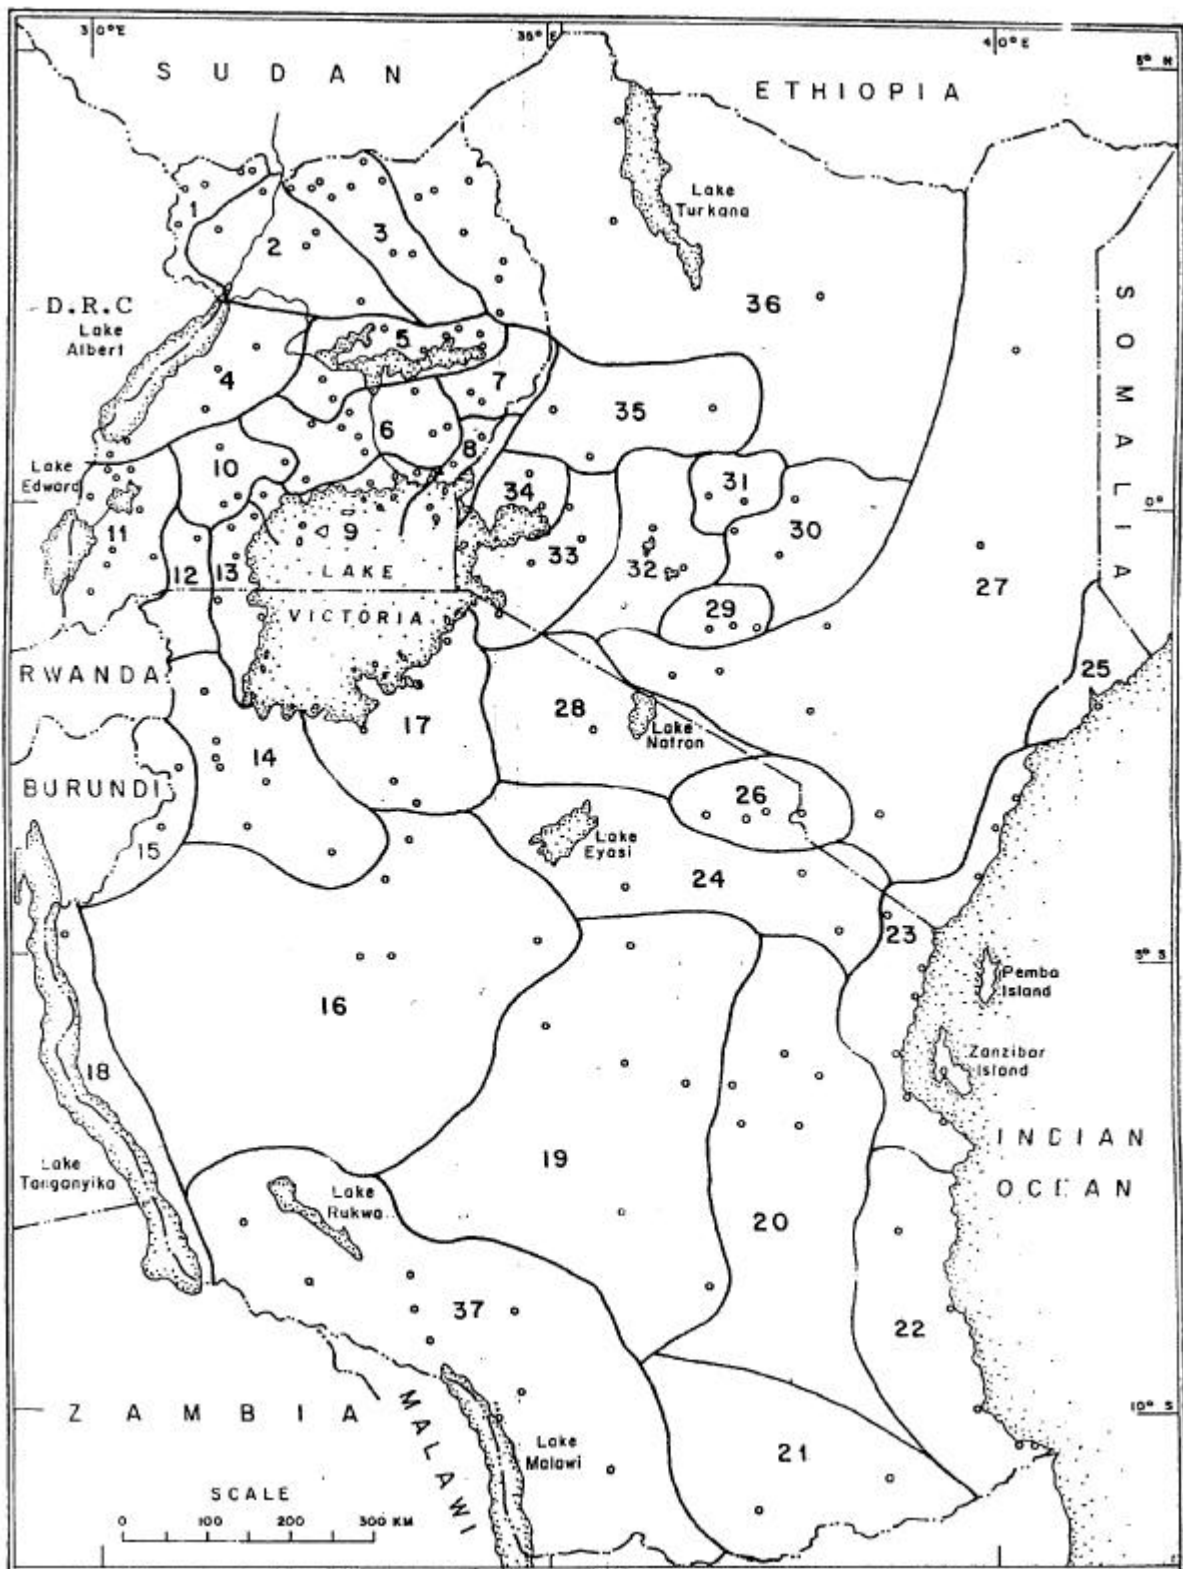 30°E
35°E
40°E
5° N
SUDAN
ETHIOPIA
Lake
Turkana
1
2
3
D.R.C
Lake
Albert
36
SOMALIA
5
4
7
35
6
8
10
Lake
Edward
31
34
0°
11
9
30
33
32
12
13
LAKE
27
VICTORIA
29
RWANDA
25
28
17
Lake
Natron
14
BURUNDI
26
15
Lake
Eyasi
24
23
5° S
Pemba
Island
16
Zanzibar
Island
18
INDIAN
OCEAN
19
Lake
Tanganyika
Lake
Rukwa
20
37
22
ZAMBIA
MALAWI
10° S
Lake
Malawi
21
SCALE
0 100 200 300 KM